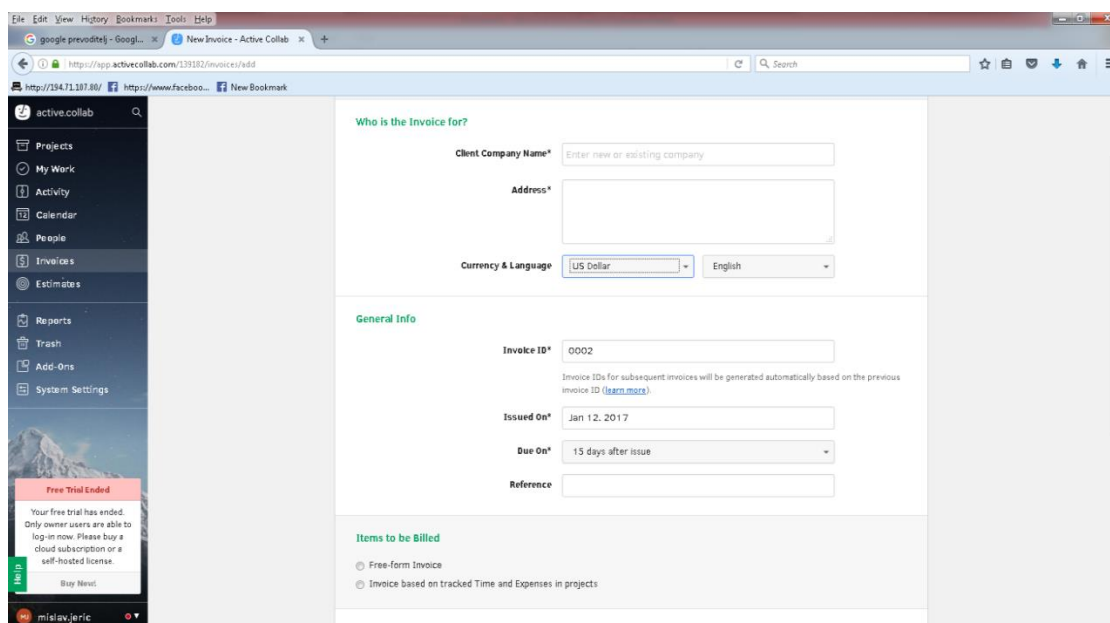 File Edit View History Bookmarks Tools Help
google prevoditelj - Googl...
New Invoice - Active Collab
https://app.activecollab.com/139182/invoices/add
Search
http://194.71.107.80/ https://www.faceboo... New Bookmark
active.collab
Projects
My Work
Activity
12 Calendar
People
Invoices
Estimates
Reports
Trash
Add-Ons
System Settings
Free Trial Ended
Your free trial has ended.
Only owner users are able to
log-in now. Please buy a
cloud subscription or a
self-hosted license.
Buy Now!
Help
MJ mislav.jeric
Who is the Invoice for?
Client Company Name* Enter new or existing company
Address*
Currency & Language US Dollar English
General Info
Invoice ID* 0002
Invoice IDs for subsequent invoices will be generated automatically based on the previous
invoice ID (learn more).
Issued On* Jan 12. 2017
Due On* 15 days after issue
Reference
Items to be Billed
Free-form Invoice
Invoice based on tracked Time and Expenses in projects